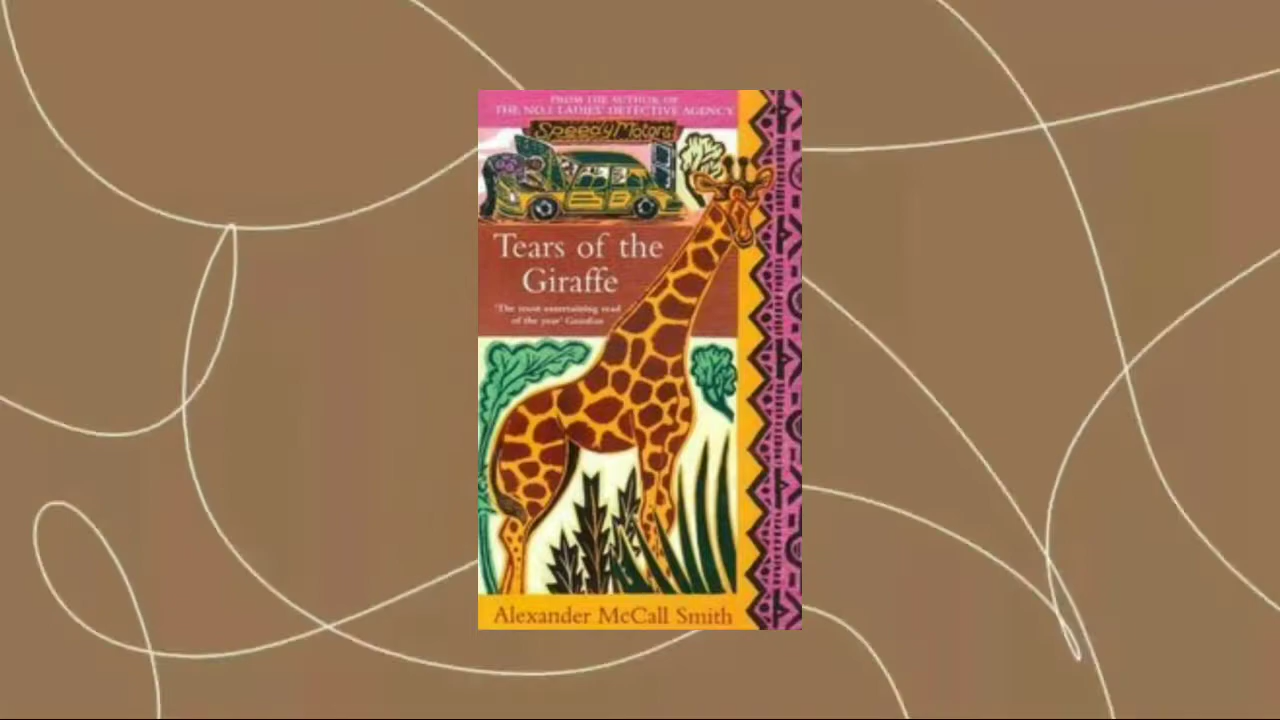 FROM THE AUTHOR OF
THE NO.1 LADIES' DETECTIVE AGENCY
Speedy Motors
Tears of the
Giraffe
'The most entertaining read
of the year' Guardian
Alexander McCall Smith